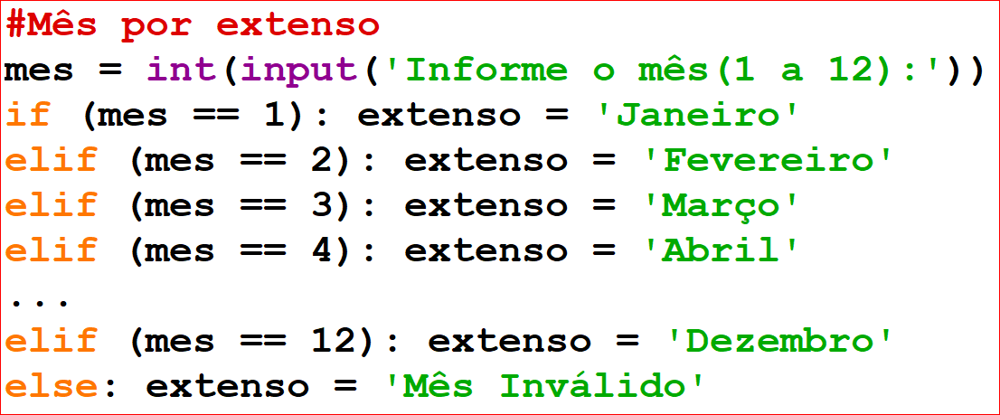 #Mês por extenso
mes = int(input('Informe o mês(1 a 12):'))
if (mes == 1): extenso = 'Janeiro'
elif (mes == 2): extenso = 'Fevereiro'
elif (mes == 3): extenso = 'Março'
elif (mes == 4): extenso = 'Abril'
...
elif (mes == 12): extenso = 'Dezembro'
else: extenso = 'Mês Inválido'